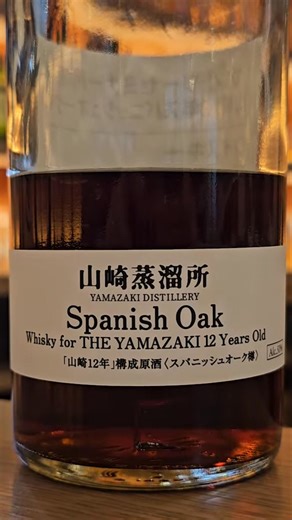 山崎蒸溜所
YAMAZAKI DISTILLERY
Spanish Oak
Whisky for THE YAMAZAKI 12 Years Old
「山崎12年」構成原酒〈スパニッシュオーク樽〉